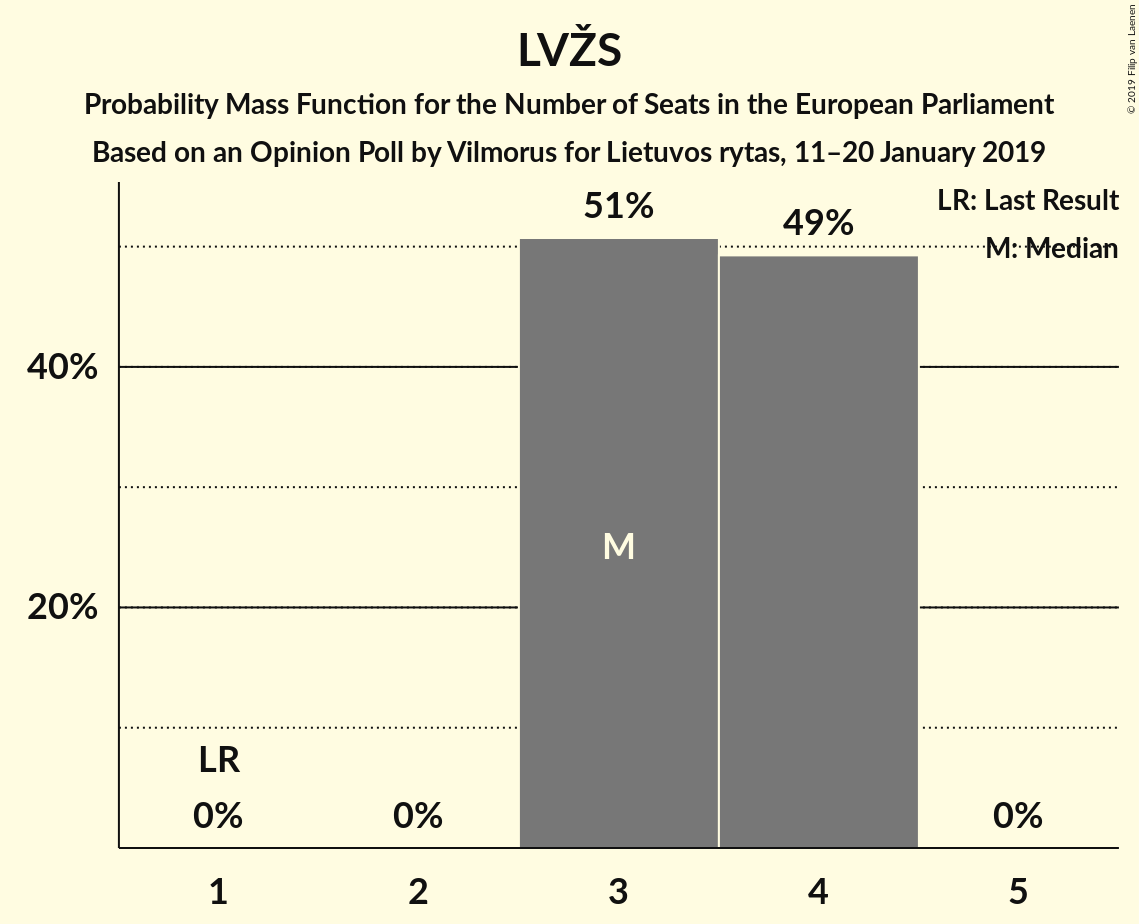 LVŽS
Probability Mass Function for the Number of Seats in the European Parliament
Based on an Opinion Poll by Vilmorus for Lietuvos rytas, 11–20 January 2019
© 2019 Filip van Laenen
LR: Last Result
M: Median
51%
49%
40%
20%
M
LR
0%
0%
0%
1
2
3
4
5